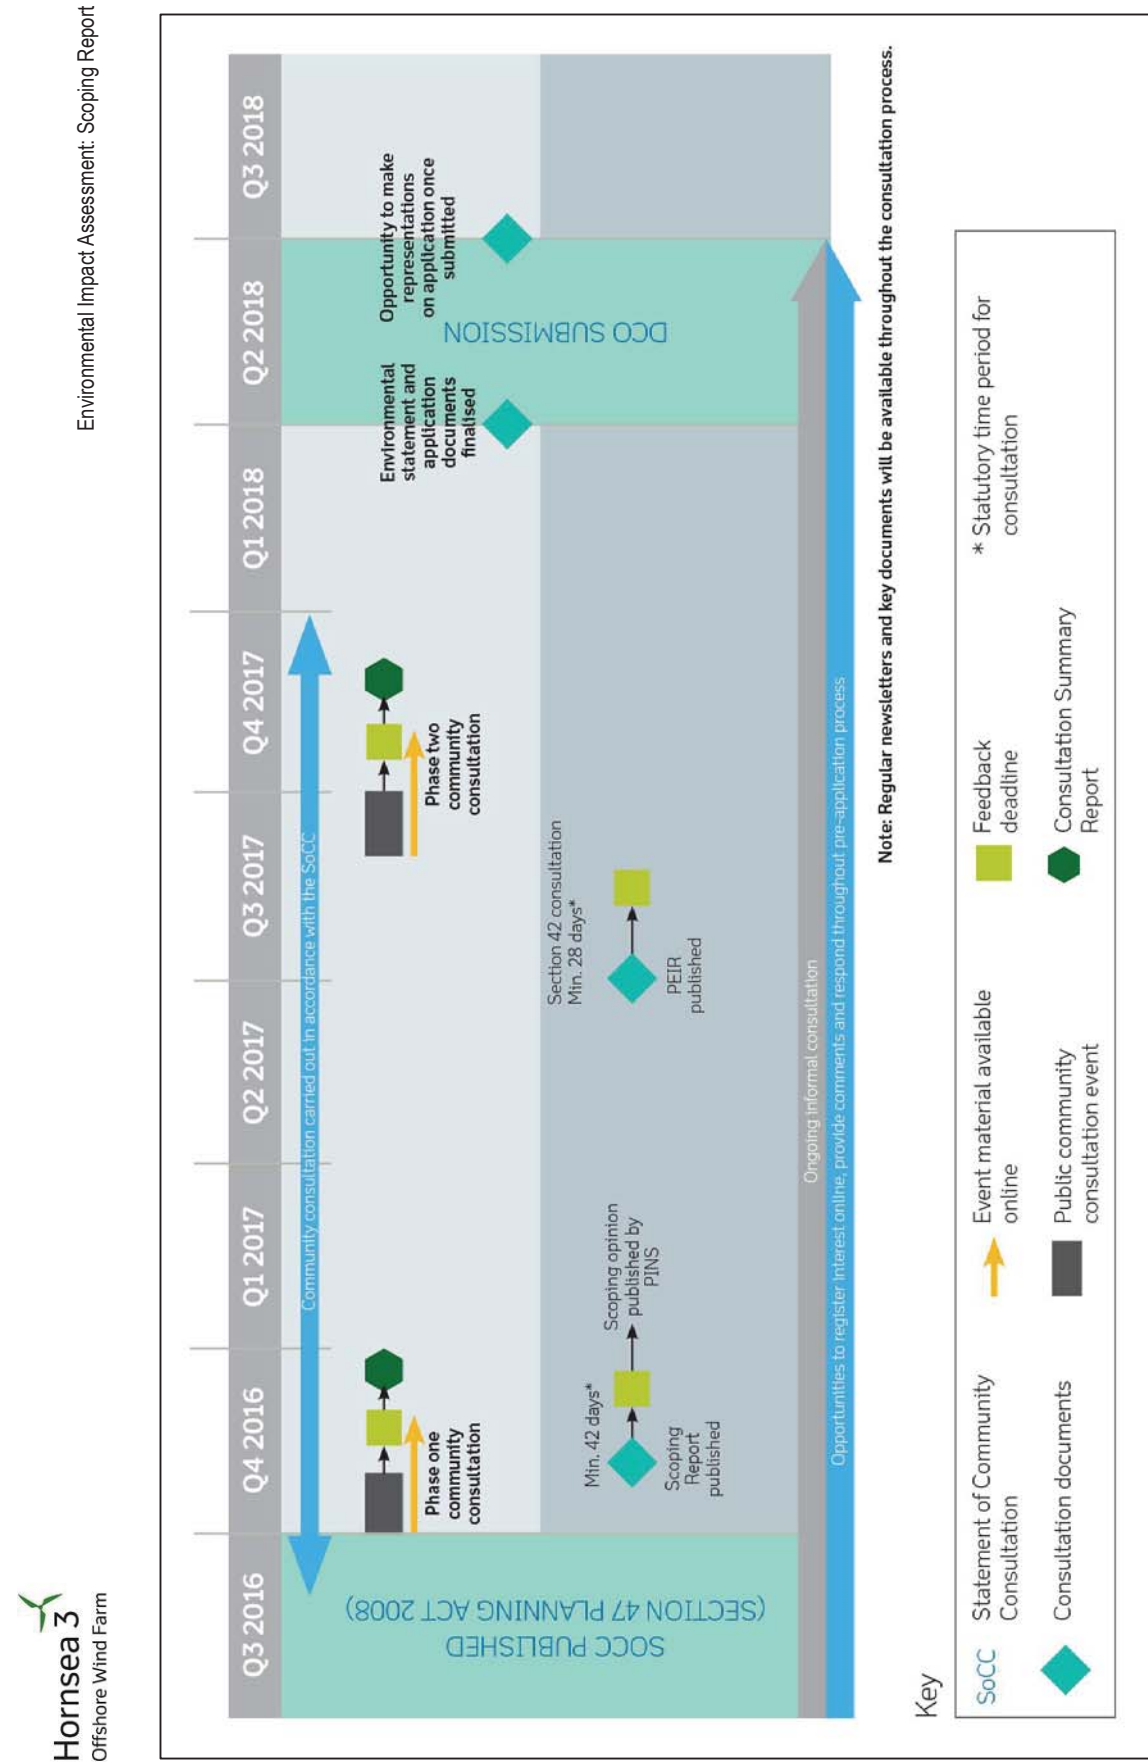 Hornsea 3
Offshore Wind Farm
Environmental Impact Assessment: Scoping Report
Q3 2016
Q4 2016
Q1 2017
Q2 2017
Q3 2017
Q4 2017
Q1 2018
Q2 2018
Q3 2018
Community consultation carried out in accordance with the SoCC
SOCC PUBLISHED
(SECTION 47 PLANNING ACT 2008)
Phase one
community
consultation
Phase two
community
consultation
Environmental
statement and
application
documents
finalised
DCO SUBMISSION
Opportunity to make
representations
on application once
submitted
Min. 42 days*
Scoping
Report
published
Scoping opinion
published by
PINS
Section 42 consultation
Min. 28 days*
PEIR
published
Ongoing informal consultation
Opportunities to register interest online, provide comments and respond throughout pre-application process
Note: Regular newsletters and key documents will be available throughout the consultation process.
Key
SoCC
Statement of Community
Consultation
Event material available
online
Feedback
deadline
* Statutory time period for
consultation
Consultation documents
Public community
consultation event
Consultation Summary
Report